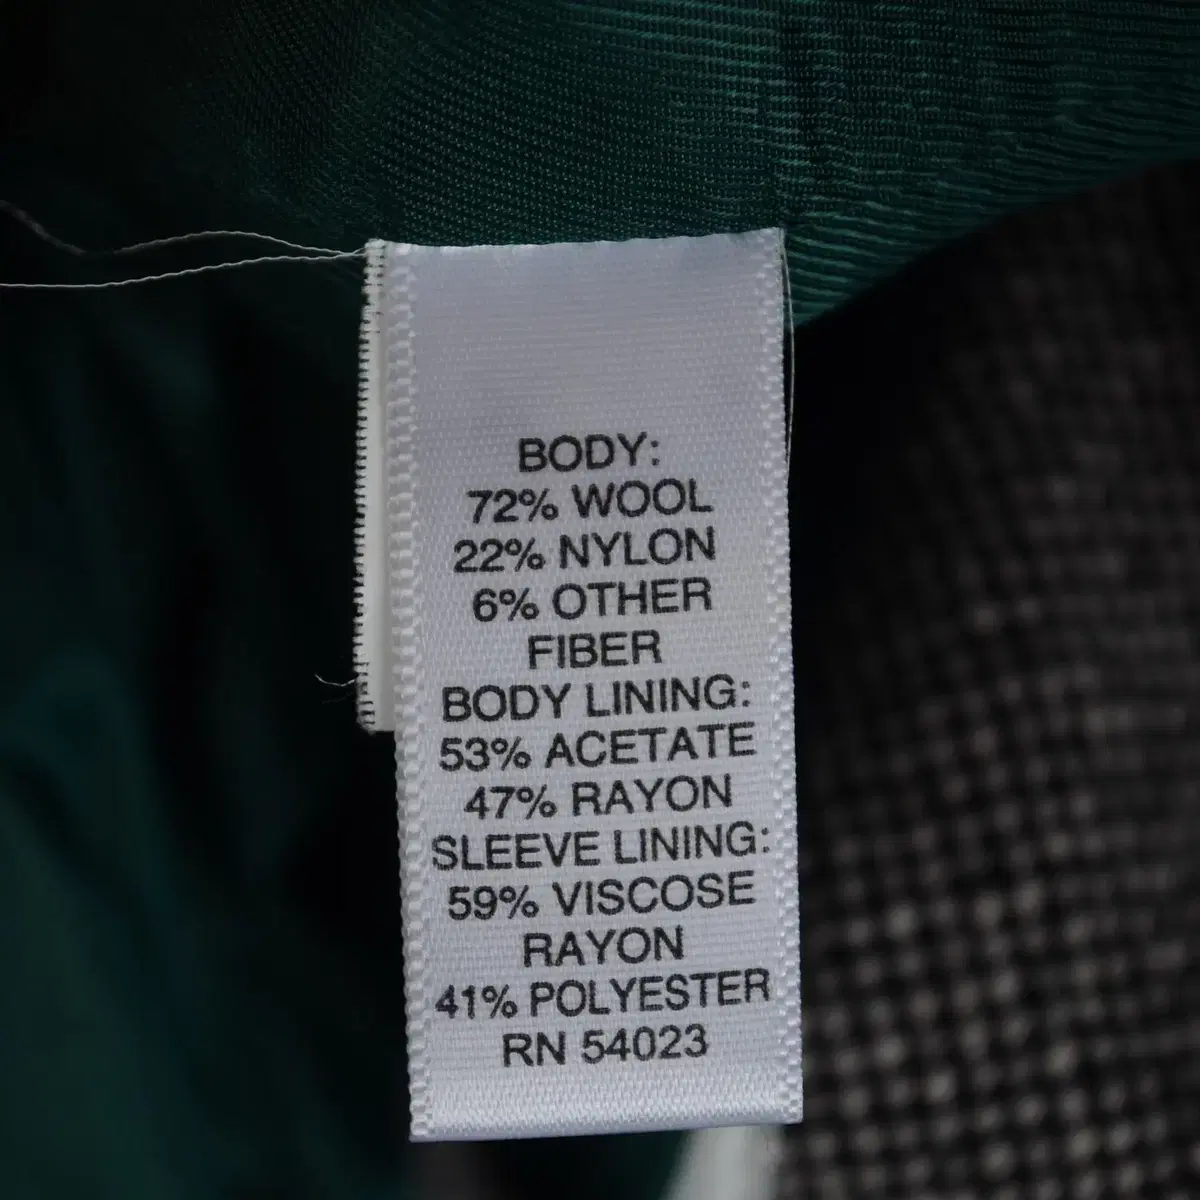 BODY:
72% WOOL
22% NYLON
6% OTHER
FIBER
BODY LINING:
53% ACETATE
47% RAYON
SLEEVE LINING:
59% VISCOSE
RAYON
41% POLYESTER
RN 54023